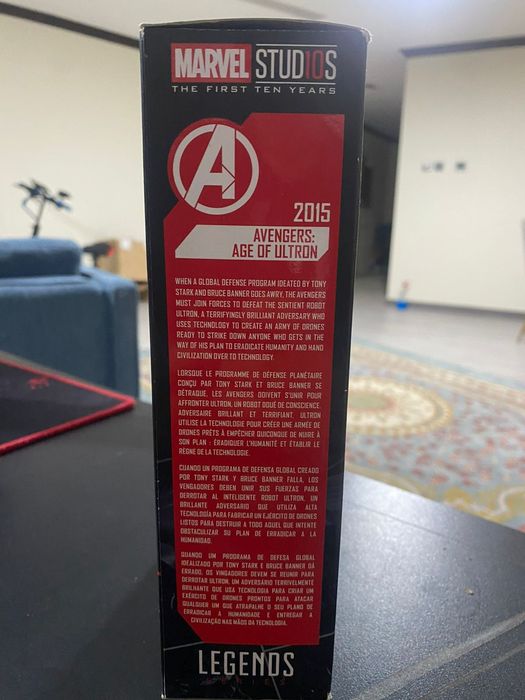 MARVEL STUDIOS
THE FIRST TEN YEARS
A
2015
AVENGERS:
AGE OF ULTRON
WHEN A GLOBAL DEFENSE PROGRAM IDEATED BY TONY
STARK AND BRUCE BANNER GOES AWRY, THE AVENGERS
MUST JOIN FORCES TO DEFEAT THE SENTIENT ROBOT
ULTRON, A TERRIFYINGLY BRILLIANT ADVERSARY WHO
USES TECHNOLOGY TO CREATE AN ARMY OF DRONES
READY TO STRIKE DOWN ANYONE WHO GETS IN THE
WAY OF HIS PLAN TO ERADICATE HUMANITY AND HAND
CIVILIZATION OVER TO TECHNOLOGY.
LORSQUE LE PROGRAMME DE DÉFENSE PLANÉTAIRE
CONÇU PAR TONY STARK ET BRUCE BANNER SE
DÉTRAQUE, LES AVENGERS DOIVENT S'UNIR POUR
AFFRONTER ULTRON, UN ROBOT DOUÉ DE CONSCIENCE,
ADVERSAIRE BRILLANT ET TERRIFIANT. ULTRON
UTILISE LA TECHNOLOGIE POUR CRÉER UNE ARMÉE DE
DRONES PRÊTS À EMPÊCHER QUICONQUE DE NUIRE À
SON PLAN : ÉRADIQUER L'HUMANITÉ ET ÉTABLIR LE
RÈGNE DE LA TECHNOLOGIE.
CUANDO UN PROGRAMA DE DEFENSA GLOBAL CREADO
POR TONY STARK Y BRUCE BANNER FALLA, LOS
VENGADORES DEBEN UNIR SUS FUERZAS PARA
DERROTAR AL INTELIGENTE ROBOT ULTRON, UN
BRILLANTE ADVERSARIO QUE UTILIZA ALTA
TECNOLOGÍA PARA FABRICAR UN EJÉRCITO DE DRONES
LISTOS PARA DESTRUIR A TODO AQUEL QUE INTENTE
OBSTACULIZAR SU PLAN DE ERRADICAR A LA
HUMANIDAD.
QUANDO UM PROGRAMA DE DEFESA GLOBAL
IDEALIZADO POR TONY STARK E BRUCE BANNER DÁ
ERRADO, OS VINGADORES DEVEM SE REUNIR PARA
DERROTAR ULTRON, UM ADVERSÁRIO TERRIVELMENTE
BRILHANTE QUE USA TECNOLOGIA PARA CRIAR UM
EXÉRCITO DE DRONES PRONTOS PARA ATACAR
QUALQUER UM QUE ATRAPALHE O SEU PLANO DE
ERRADICAR A HUMANIDADE E ENTREGAR A
CIVILIZAÇÃO NAS MÃOS DA TECNOLOGIA.
LEGENDS